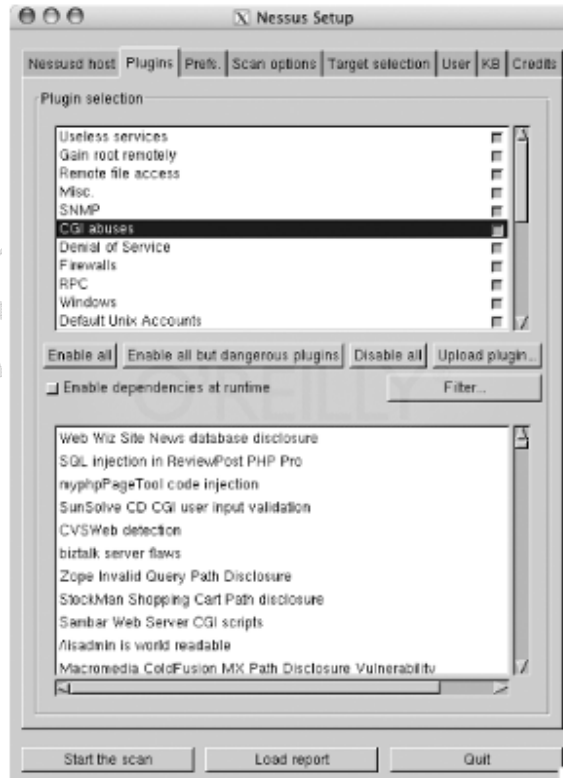 Nessus Setup
Nessusd host Plugins Prefs. Scan options Target selection User KB Credits
Plugin selection
Useless services
Gain root remotely
Remote file access
Misc.
SNMP
CGI abuses
Denial of Service
Firewalls
RPC
Windows
Default Unix Accounts
Enable all Enable all but dangerous plugins Disable all Upload plugin...
Enable dependencies at runtime Filter...
O'REILLY
Web Wiz Site News database disclosure
SQL injection in ReviewPost PHP Pro
myphpPageTool code injection
SunSolve CD CGI user input validation
CVSWeb detection
biztalk server flaws
Zope Invalid Query Path Disclosure
StockMan Shopping Cart Path disclosure
Sambar Web Server CGI scripts
/iisadmin is world readable
Macromedia ColdFusion MX Path Disclosure Vulnerability
Start the scan Load report Quit